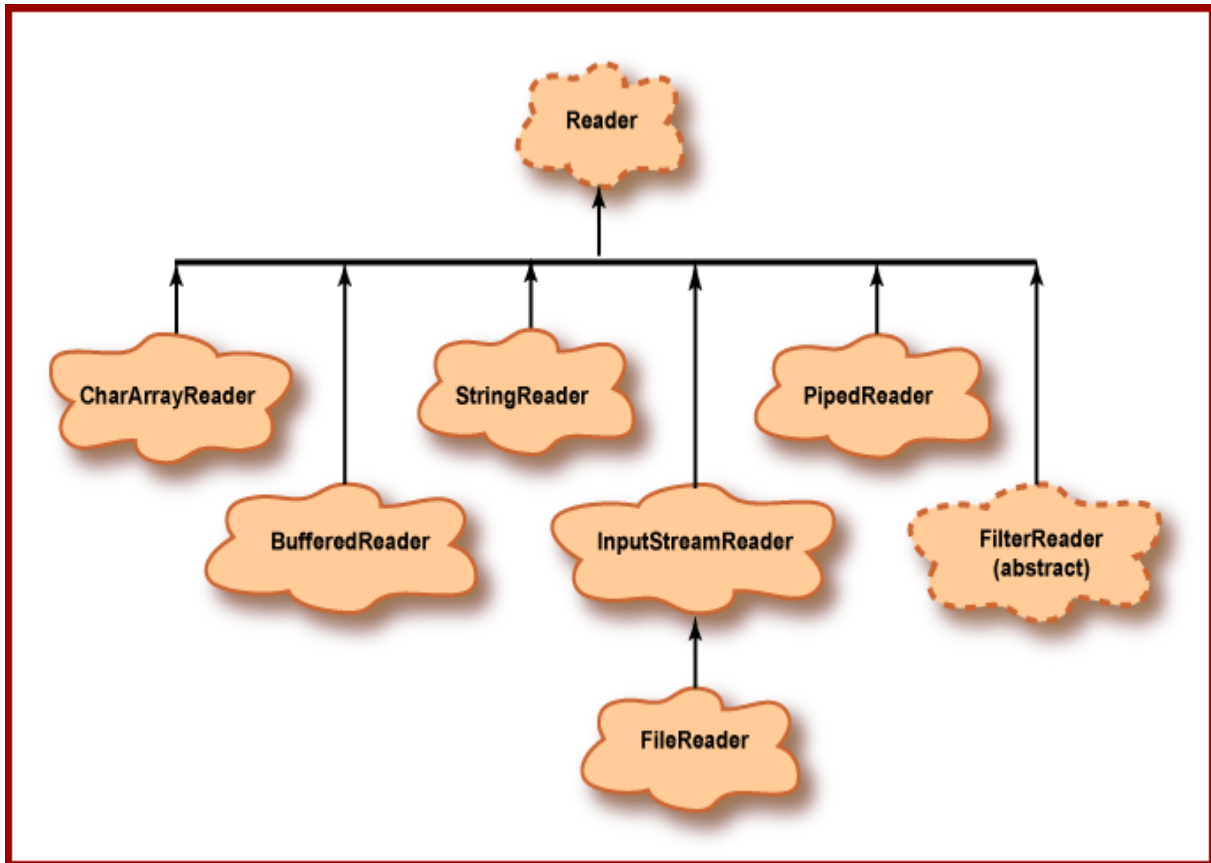 Reader
CharArrayReader
StringReader
PipedReader
BufferedReader
InputStreamReader
FilterReader
(abstract)
FileReader